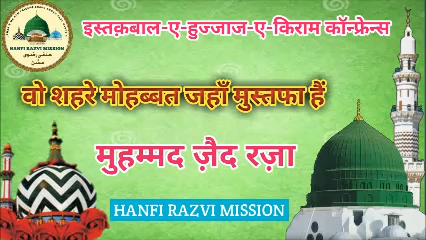 इस्तक़बाल-ए-हुज्जाज-ए-किराम कॉन्फ्रेन्स
HANFI RAZVI MISSION
वो शहरे मोहब्बत जहाँ मुस्तफा हैं
मुहम्मद ज़ैद रज़ा
HANFI RAZVI MISSION